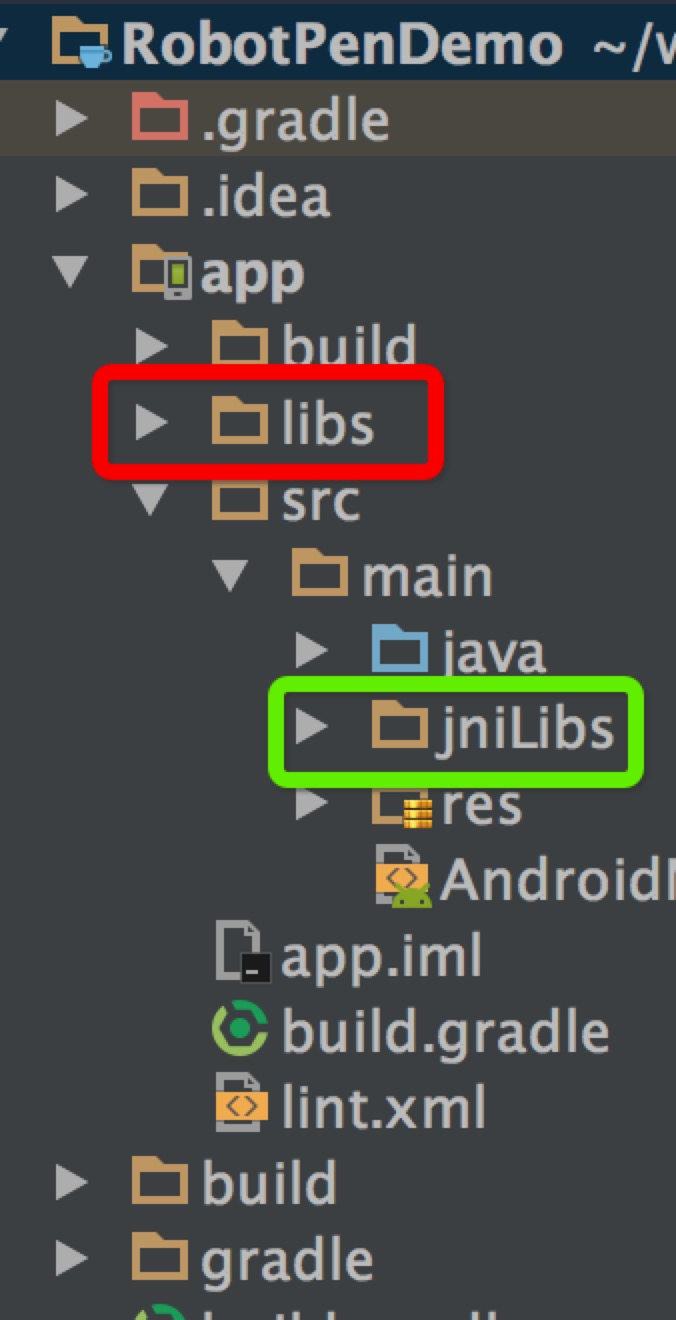 RobotPenDemo ~/
.gradle
.idea
app
build
libs
src
main
java
jniLibs
res
Android
app.iml
build.gradle
lint.xml
build
gradle